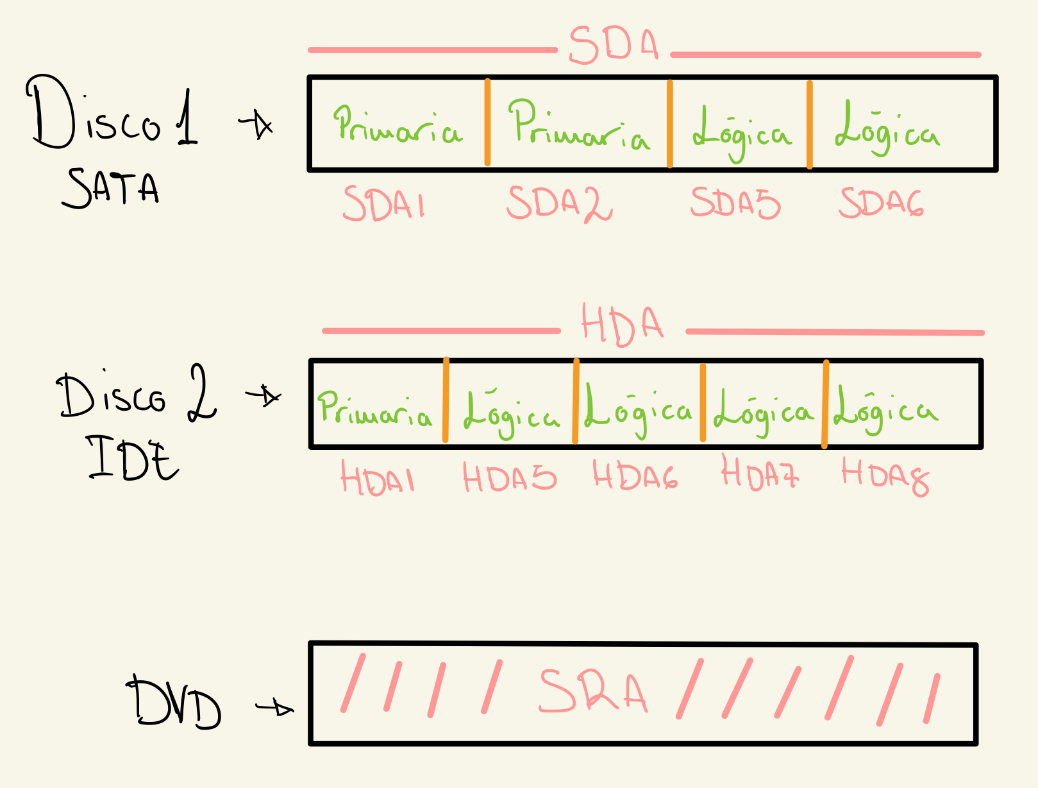 SDA
Disco 1
SATA
Primaria Primaria Lógica Lógica
SDA1 SDA2 SDA5 SDA6
HDA
Disco 2
IDE
Primaria Lógica Lógica Lógica Lógica
HDA1 HDA5 HDA6 HDA7 HDA8
DVD
SRA